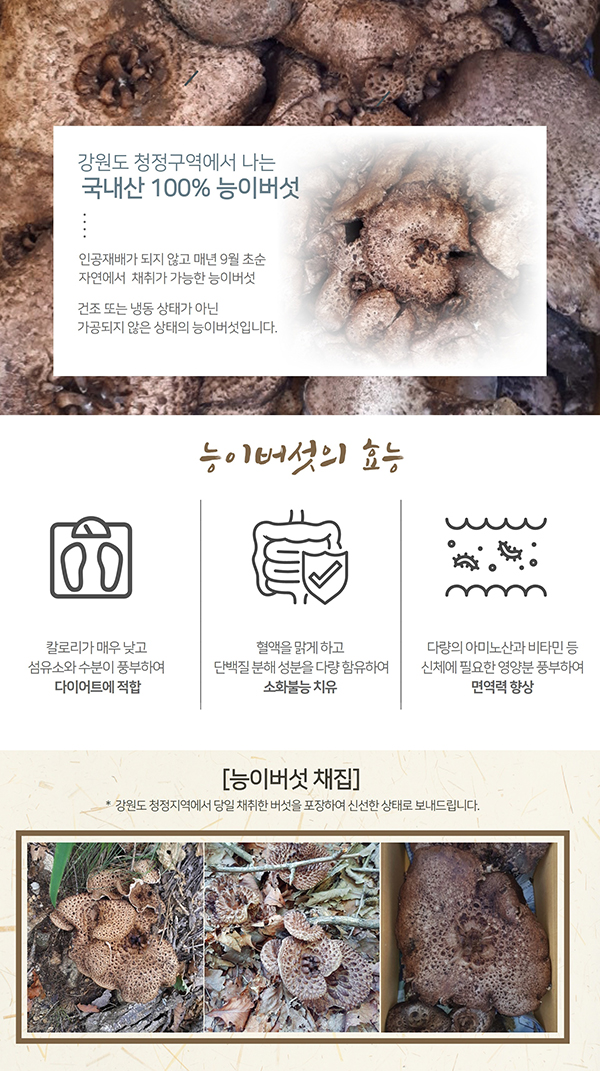 강원도 청정구역에서 나는
국내산 100% 능이버섯
인공재배가 되지 않고 매년 9월 초순
자연에서 채취가 가능한 능이버섯
건조 또는 냉동 상태가 아닌
가공되지 않은 상태의 능이버섯입니다.
능이버섯의 효능
칼로리가 매우 낮고
섬유소와 수분이 풍부하여
다이어트에 적합
혈액을 맑게 하고
단백질 분해 성분을 다량 함유하여
소화불능 치유
다량의 아미노산과 비타민 등
신체에 필요한 영양분 풍부하여
면역력 향상
[능이버섯 채집]
* 강원도 청정지역에서 당일 채취한 버섯을 포장하여 신선한 상태로 보내드립니다.